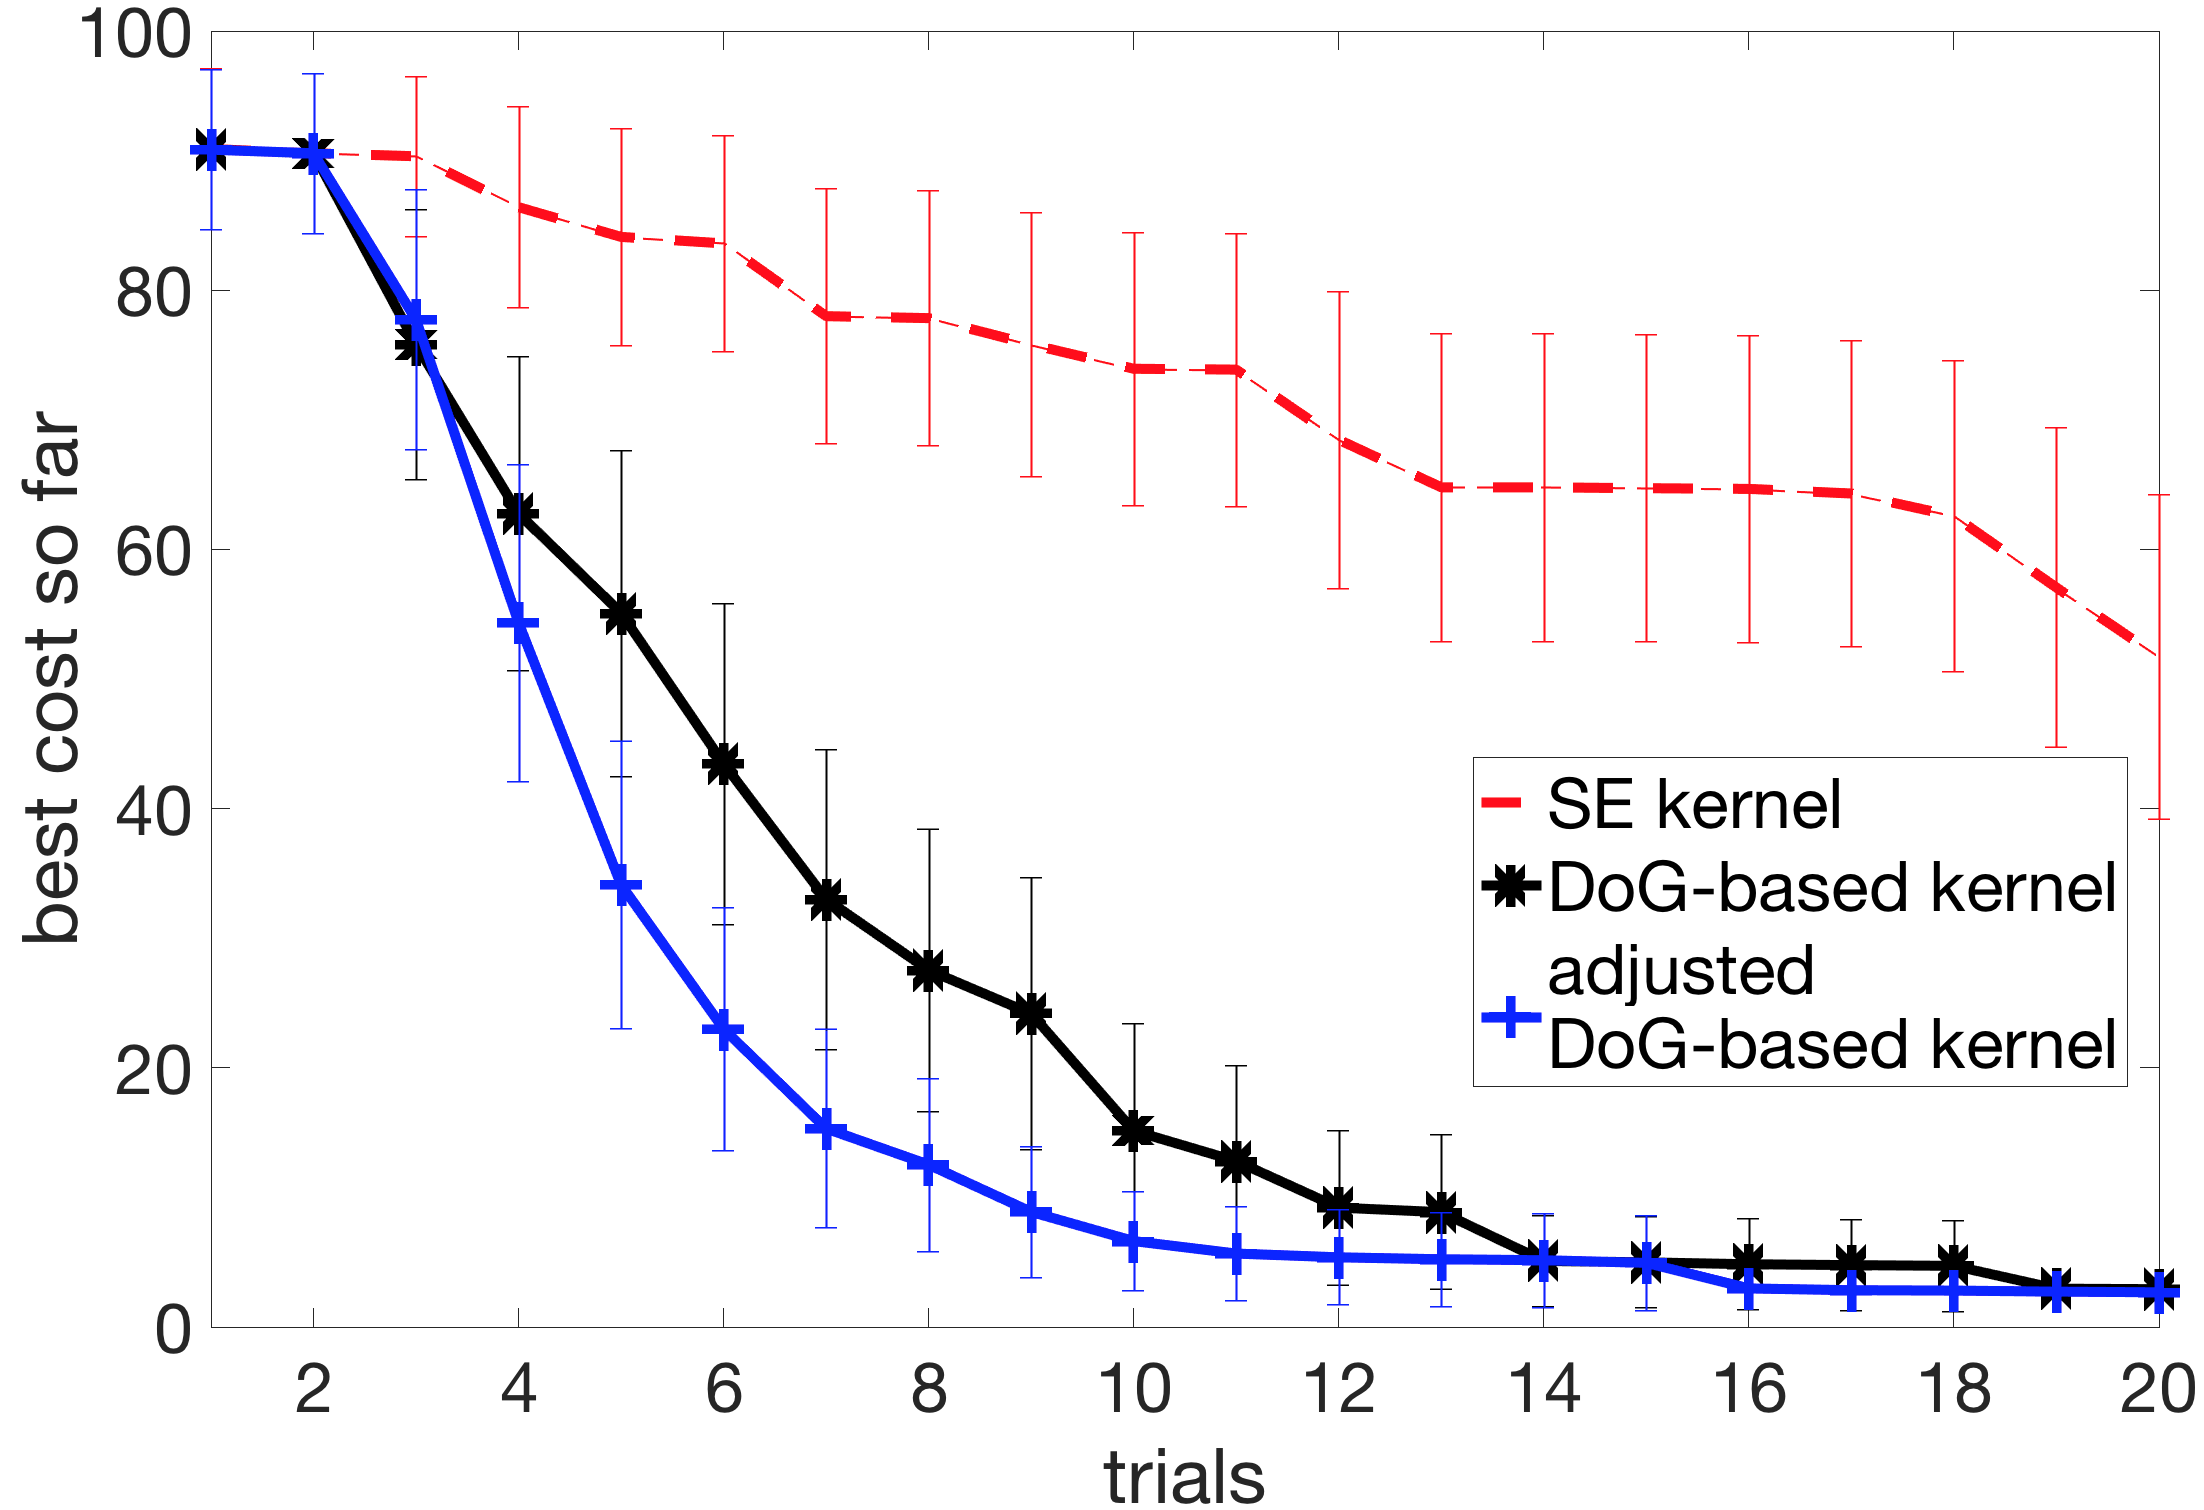 100
80
60
40
20
0
best cost so far
SE kernel
DoG-based kernel
adjusted
DoG-based kernel
2 4 6 8 10 12 14 16 18 20
trials